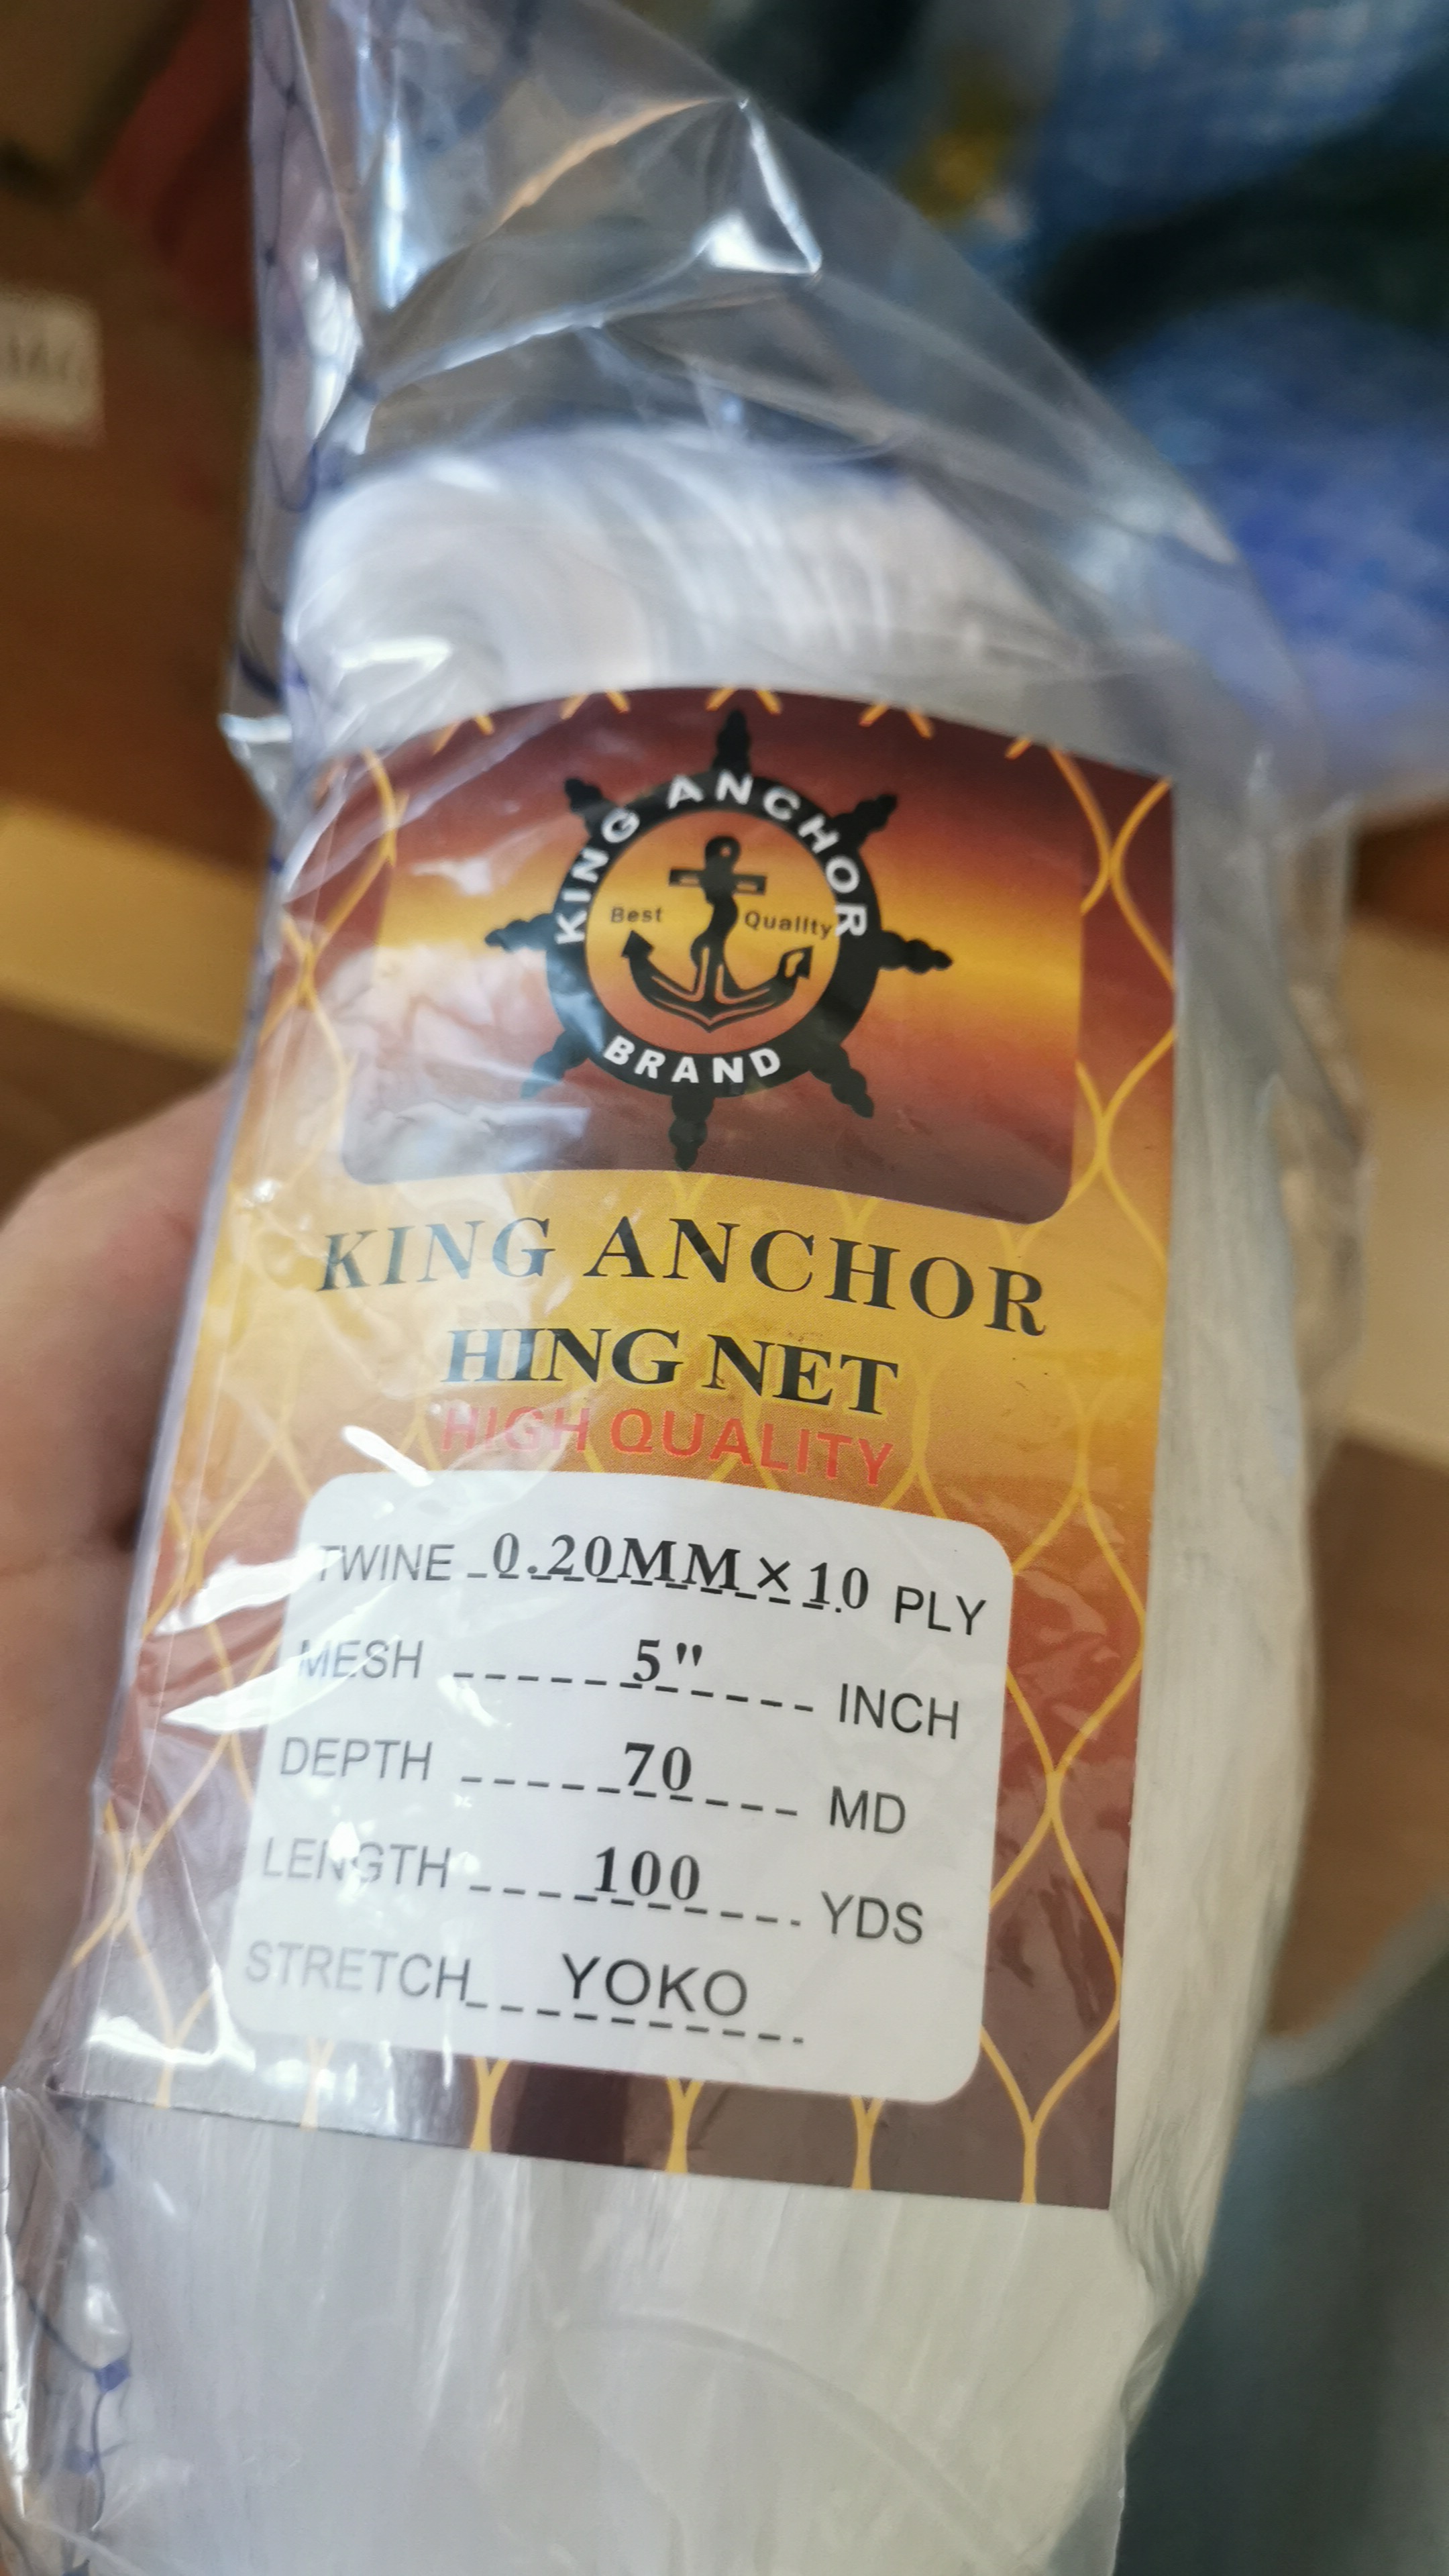 KING ANCHOR
Best Quality
BRAND
KING ANCHOR
HING NET
HIGH QUALITY
TWINE 0.20MM×10 PLY
MESH 5" INCH
DEPTH 70 MD
LENGTH 100 YDS
STRETCH YOKO